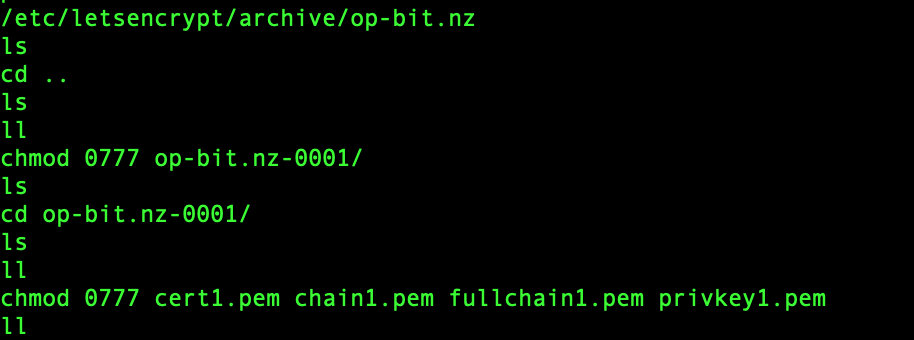 /etc/letsencrypt/archive/op-bit.nz
ls
cd ..
ls
ll
chmod 0777 op-bit.nz-0001/
ls
cd op-bit.nz-0001/
ls
ll
chmod 0777 cert1.pem chain1.pem fullchain1.pem privkey1.pem
ll